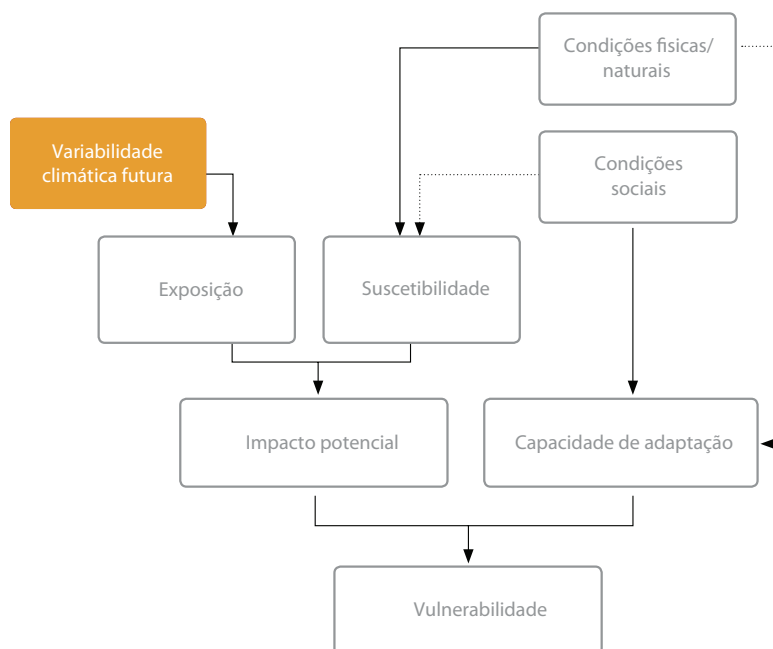 Condições fisicas/
naturais
Variabilidade
climática futura
Condições
sociais
Exposição
Suscetibilidade
Impacto potencial
Capacidade de adaptação
Vulnerabilidade